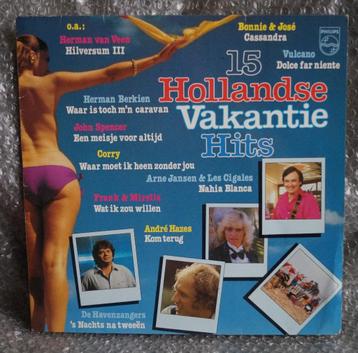 o.a.:
Herman van Veen
Hilversum III
Bonnie & José
Cassandra
PHILIPS
Vulcano
Dolce far niente
15
Hollandse
Vakantie
Hits
Herman Berkien
Waar is toch m'n caravan
John Spencer
Een meisje voor altijd
Corry
Waar moet ik heen zonder jou
Arne Jansen & Les Cigales
Nahia Blanca
Frank & Mirella
Wat ik zou willen
André Hazes
Kom terug
De Havenzangers
's Nachts na tweeën